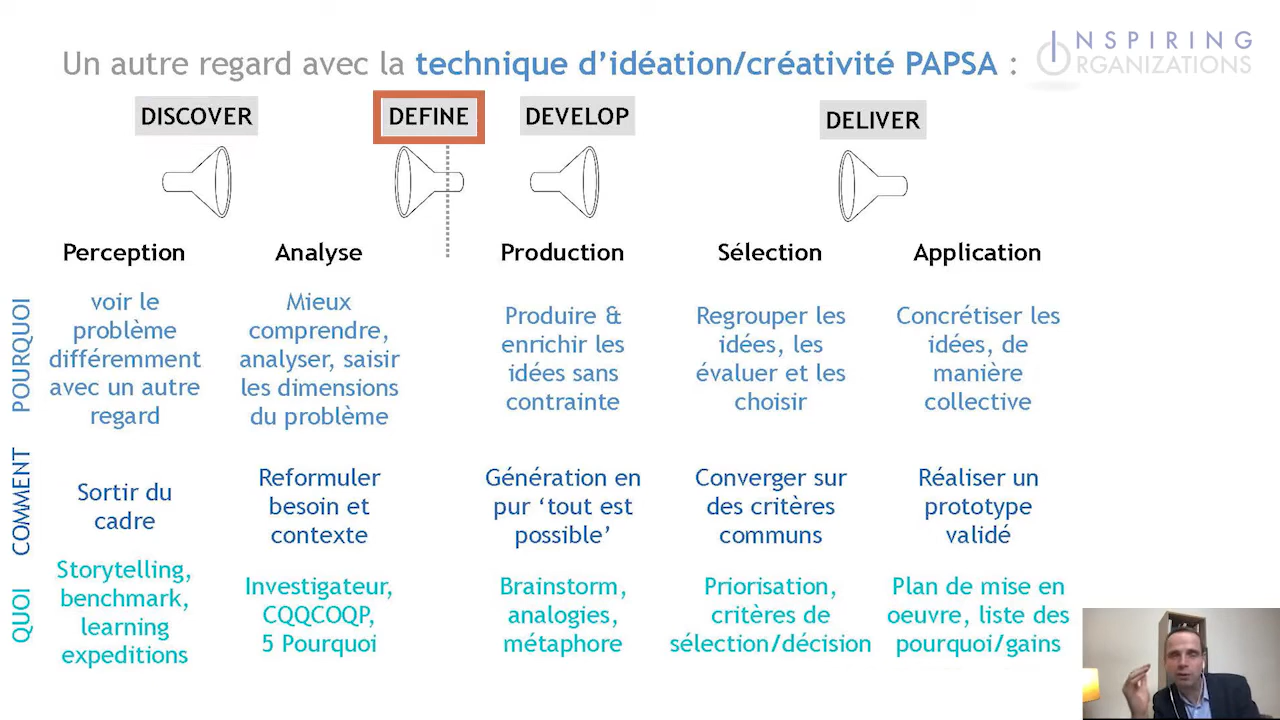 Un autre regard avec la technique d’idéation/créativité PAPSA :
INSPIRING
ORGANIZATIONS
DISCOVER
DEFINE
DEVELOP
DELIVER
Perception
Analyse
Production
Sélection
Application
POURQUOI
voir le
problème
différemment
avec un autre
regard
Mieux
comprendre,
analyser, saisir
les dimensions
du problème
Produire &
enrichir les
idées sans
contrainte
Regrouper les
idées, les
évaluer et les
choisir
Concrétiser les
idées, de
manière
collective
COMMENT
Sortir du
cadre
Reformuler
besoin et
contexte
Génération en
pur ‘tout est
possible’
Converger sur
des critères
communs
Réaliser un
prototype
validé
QUOI
Storytelling,
benchmark,
learning
expeditions
Investigateur,
CQQCOQP,
5 Pourquoi
Brainstorm,
analogies,
métaphore
Priorisation,
critères de
sélection/décision
Plan de mise en
oeuvre, liste des
pourquoi/gains